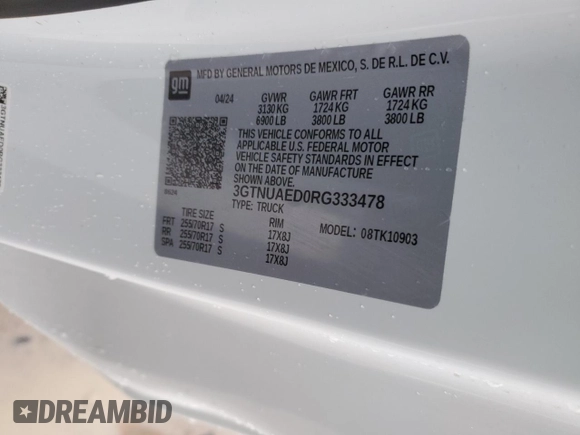 gm
MFD BY GENERAL MOTORS DE MEXICO, S. DE R.L. DE C.V.
04/24 GVWR GAWR FRT GAWR RR
3130 KG 1724 KG 1724 KG
6900 LB 3800 LB 3800 LB
THIS VEHICLE CONFORMS TO ALL
APPLICABLE U.S. FEDERAL MOTOR
VEHICLE SAFETY STANDARDS IN EFFECT
ON THE DATE OF MANUFACTURE
SHOWN ABOVE.
3GTNUAED0RG333478
TYPE: TRUCK
TIRE SIZE RIM MODEL: 08TK10903
FRT 255/70R17 S 17X8J
RR 255/70R17 S 17X8J
SPA 255/70R17 S 17X8J
DREAMBID